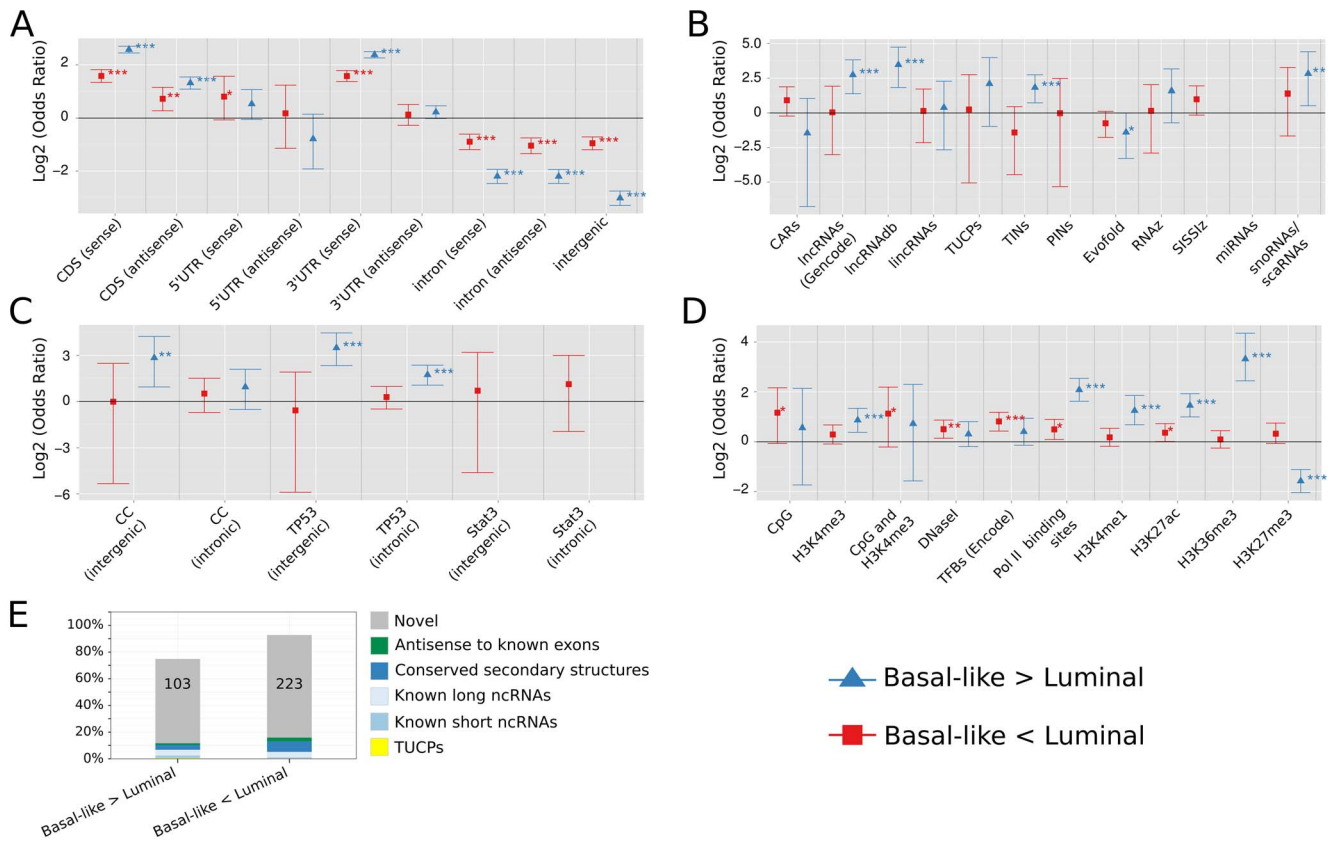 A
Log2 (Odds Ratio)
2
0
−2
***
***
**
***
*
***
***
***
***
***
***
***
***
CDS (sense)
CDS (antisense)
5'UTR (sense)
5'UTR (antisense)
3'UTR (sense)
3'UTR (antisense)
intron (sense)
intron (antisense)
intergenic
B
Log2 (Odds Ratio)
5.0
2.5
0
−2.5
−5.0
***
***
***
*
**
CARs
lncRNAs
(Gencode)
lncRNAdb
lincRNAs
TUCPs
TINs
PINs
Evofold
RNAz
SISSIz
miRNAs
snoRNAs/
scaRNAs
C
Log2 (Odds Ratio)
3
0
−3
−6
**
***
***
CC
(intergenic)
CC
(intronic)
TP53
(intergenic)
TP53
(intronic)
Stat3
(intergenic)
Stat3
(intronic)
D
Log2 (Odds Ratio)
4
2
0
−2
*
***
*
**
***
*
***
***
*
***
***
***
CpG
H3K4me3
CpG and
H3K4me3
DNaseI
TFBs (Encode)
Pol II binding
sites
H3K4me1
H3K27ac
H3K36me3
H3K27me3
E
100%
80%
60%
40%
20%
0%
103
223
Basal-like > Luminal
Basal-like < Luminal
Novel
Antisense to known exons
Conserved secondary structures
Known long ncRNAs
Known short ncRNAs
TUCPs
Basal-like > Luminal
Basal-like < Luminal